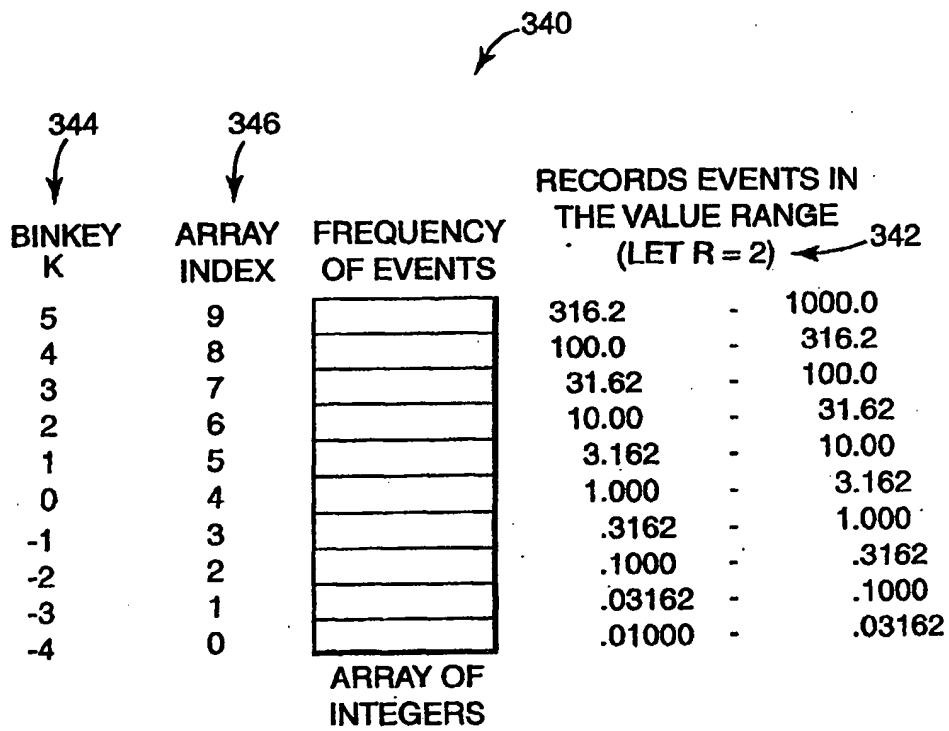 340
344 346
RECORDS EVENTS IN
THE VALUE RANGE
(LET R = 2) 342
BINKEY
K
ARRAY
INDEX
FREQUENCY
OF EVENTS
5 9 316.2 - 1000.0
4 8 100.0 - 316.2
3 7 31.62 - 100.0
2 6 10.00 - 31.62
1 5 3.162 - 10.00
0 4 1.000 - 3.162
-1 3 .3162 - 1.000
-2 2 .1000 - .3162
-3 1 .03162 - .1000
-4 0 .01000 - .03162
ARRAY OF
INTEGERS